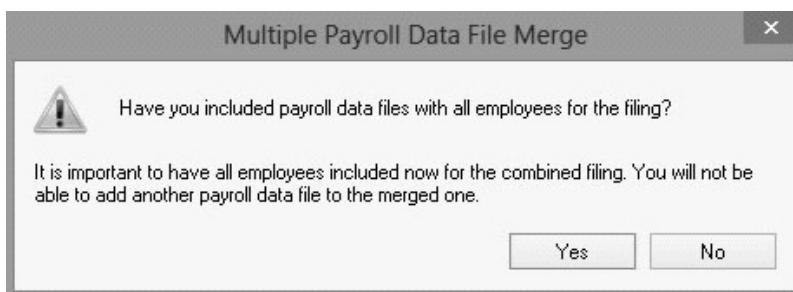 Multiple Payroll Data File Merge
Have you included payroll data files with all employees for the filing?
It is important to have all employees included now for the combined filing. You will not be
able to add another payroll data file to the merged one.
Yes
No